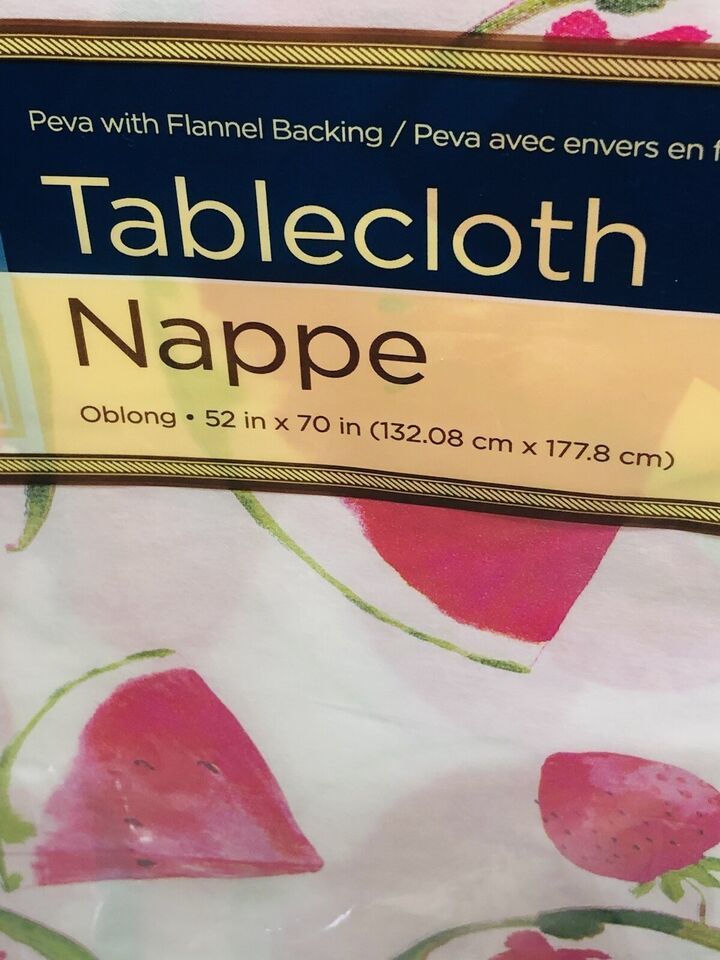 Peva with Flannel Backing / Peva avec envers en
Tablecloth
Nappe
Oblong • 52 in x 70 in (132.08 cm x 177.8 cm)